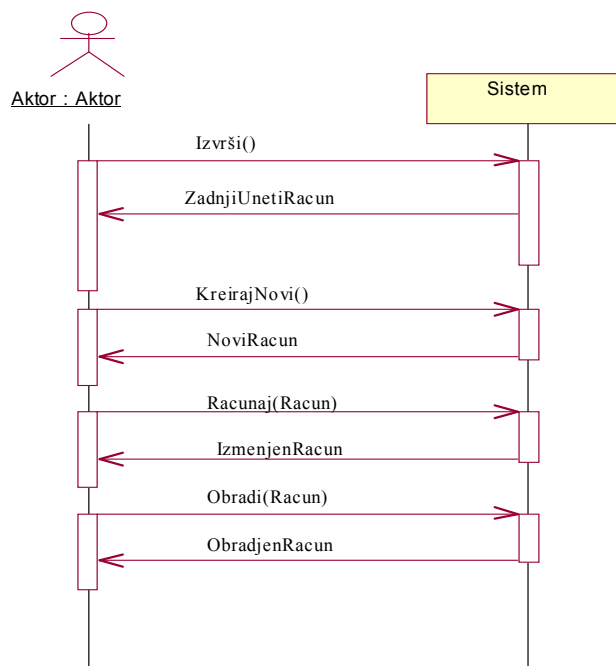 Aktor : Aktor
Sistem
Izvrši()
ZadnjiUnetiRacun
KreirajNovi()
NoviRacun
Racunaj(Racun)
IzmenjenRacun
Obradi(Racun)
ObradjenRacun